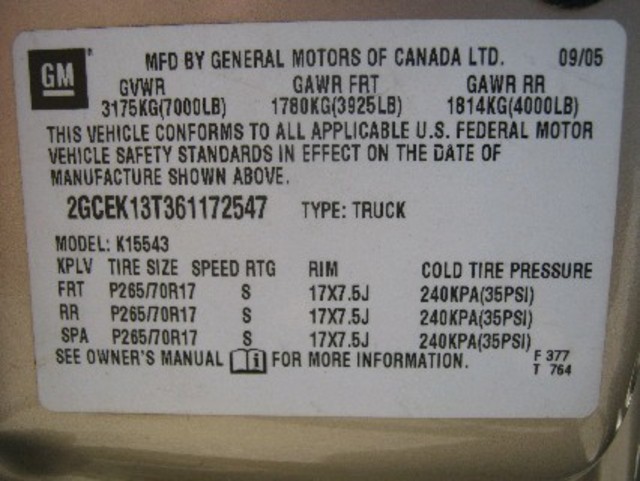 GM
MFD BY GENERAL MOTORS OF CANADA LTD. 09/05
GVWR GAWR FRT GAWR RR
3175KG(7000LB) 1780KG(3925LB) 1814KG(4000LB)
THIS VEHICLE CONFORMS TO ALL APPLICABLE U.S. FEDERAL MOTOR
VEHICLE SAFETY STANDARDS IN EFFECT ON THE DATE OF
MANUFACTURE SHOWN ABOVE.
2GCEK13T361172547 TYPE: TRUCK
MODEL: K15543
KPLV TIRE SIZE SPEED RTG RIM COLD TIRE PRESSURE
FRT P265/70R17 S 17X7.5J 240KPA(35PSI)
RR P265/70R17 S 17X7.5J 240KPA(35PSI)
SPA P265/70R17 S 17X7.5J 240KPA(35PSI)
SEE OWNER'S MANUAL i FOR MORE INFORMATION. F 377
T 764